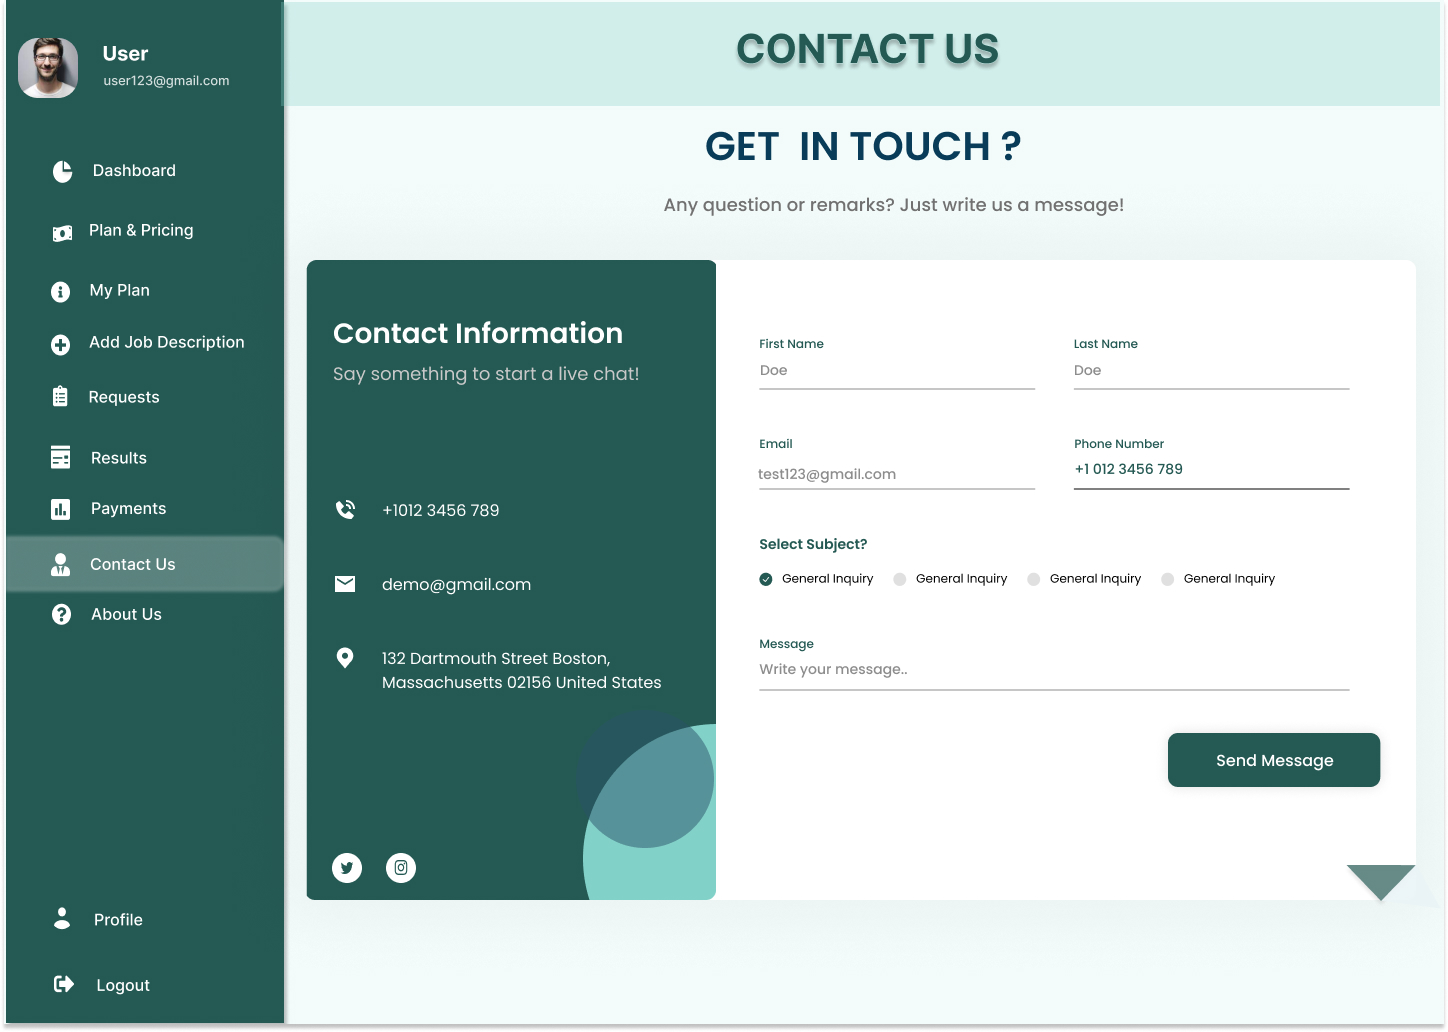 User
user123@gmail.com
Dashboard
Plan & Pricing
My Plan
Add Job Description
Requests
Results
Payments
Contact Us
About Us
Profile
Logout
CONTACT US
GET IN TOUCH ?
Any question or remarks? Just write us a message!
Contact Information
Say something to start a live chat!
+1012 3456 789
demo@gmail.com
132 Dartmouth Street Boston,
Massachusetts 02156 United States
First Name
Doe
Last Name
Doe
Email
test123@gmail.com
Phone Number
+1 012 3456 789
Select Subject?
General Inquiry General Inquiry General Inquiry General Inquiry
Message
Write your message..
Send Message